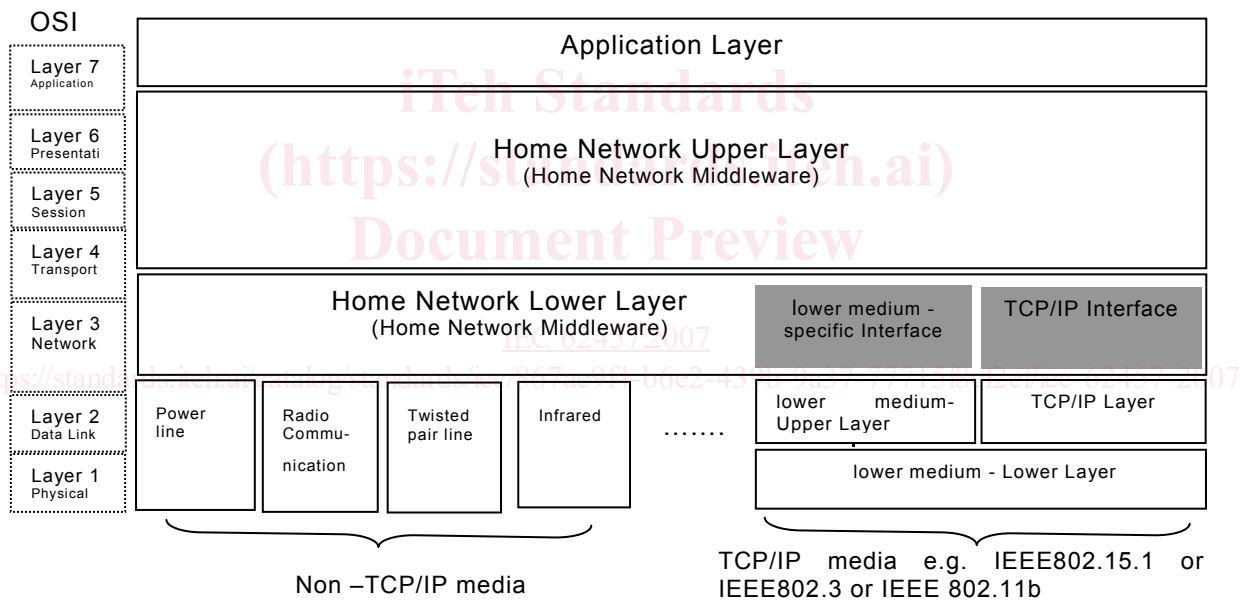 OSI
Layer 7
Application
Layer 6
Presentati
Layer 5
Session
Layer 4
Transport
Layer 3
Network
Layer 2
Data Link
Layer 1
Physical
Application Layer
iTeh Standards
Home Network Upper Layer
(Home Network Middleware)
(https://standards.iteh.ai)
Document Preview
Home Network Lower Layer
(Home Network Middleware)
lower medium -
specific Interface
TCP/IP Interface
IEC 62457:2007
Power
line
Radio
Commu-
nication
Twisted
pair line
Infrared
.......
lower medium-
Upper Layer
TCP/IP Layer
lower medium - Lower Layer
Non –TCP/IP media
TCP/IP media e.g. IEEE802.15.1 or
IEEE802.3 or IEEE 802.11b